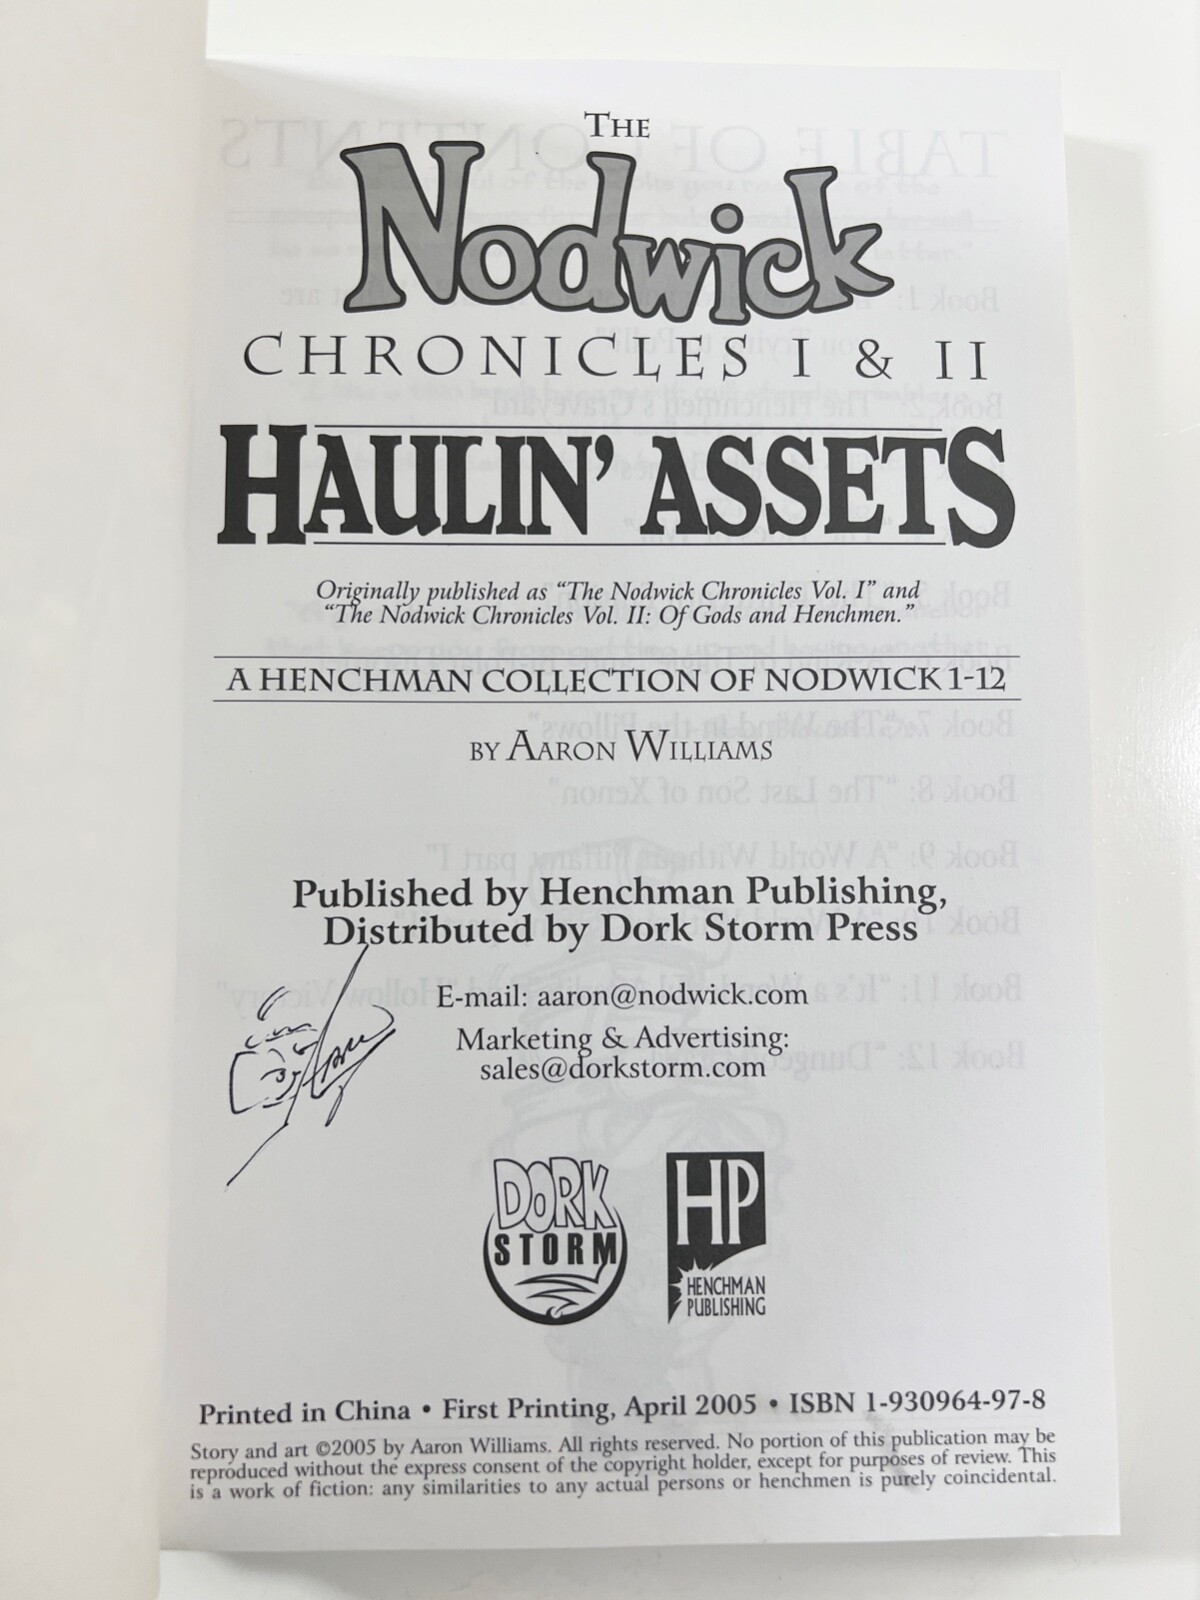 THE
NODWICK
CHRONICLES I & II
HAULIN' ASSETS
Originally published as “The Nodwick Chronicles Vol. I” and
“The Nodwick Chronicles Vol. II: Of Gods and Henchmen.”
A HENCHMAN COLLECTION OF NODWICK 1-12
BY AARON WILLIAMS
Published by Henchman Publishing,
Distributed by Dork Storm Press
E-mail: aaron@nodwick.com
Marketing & Advertising:
sales@dorkstorm.com
DORK
STORM
HP
HENCHMAN
PUBLISHING
Printed in China • First Printing, April 2005 • ISBN 1-930964-97-8
Story and art ©2005 by Aaron Williams. All rights reserved. No portion of this publication may be
reproduced without the express consent of the copyright holder, except for purposes of review. This
is a work of fiction: any similarities to any actual persons or henchmen is purely coincidental.